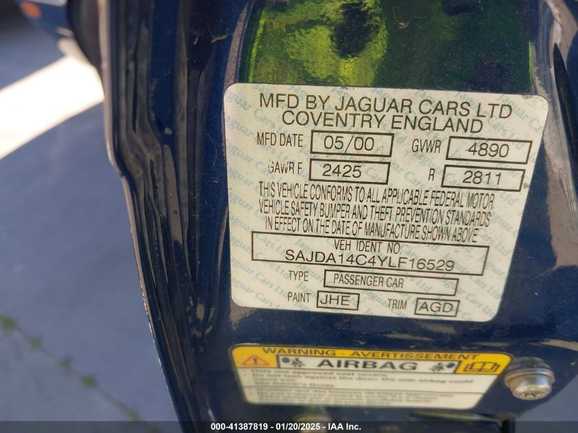 MFD BY JAGUAR CARS LTD
COVENTRY ENGLAND
MFD DATE 05/00 GVWR 4890
GAWR F 2425 R 2811
THIS VEHICLE CONFORMS TO ALL APPLICABLE FEDERAL MOTOR
VEHICLE SAFETY BUMPER AND THEFT PREVENTION STANDARDS
IN EFFECT ON THE DATE OF MANUFACTURE SHOWN ABOVE
VEH IDENT NO
SAJDA14C4YLF16529
TYPE PASSENGER CAR
PAINT JHE TRIM AGD
WARNING - AVERTISSEMENT
AIRBAG
000-41387819 / 01/20/2025 - IAA Inc.